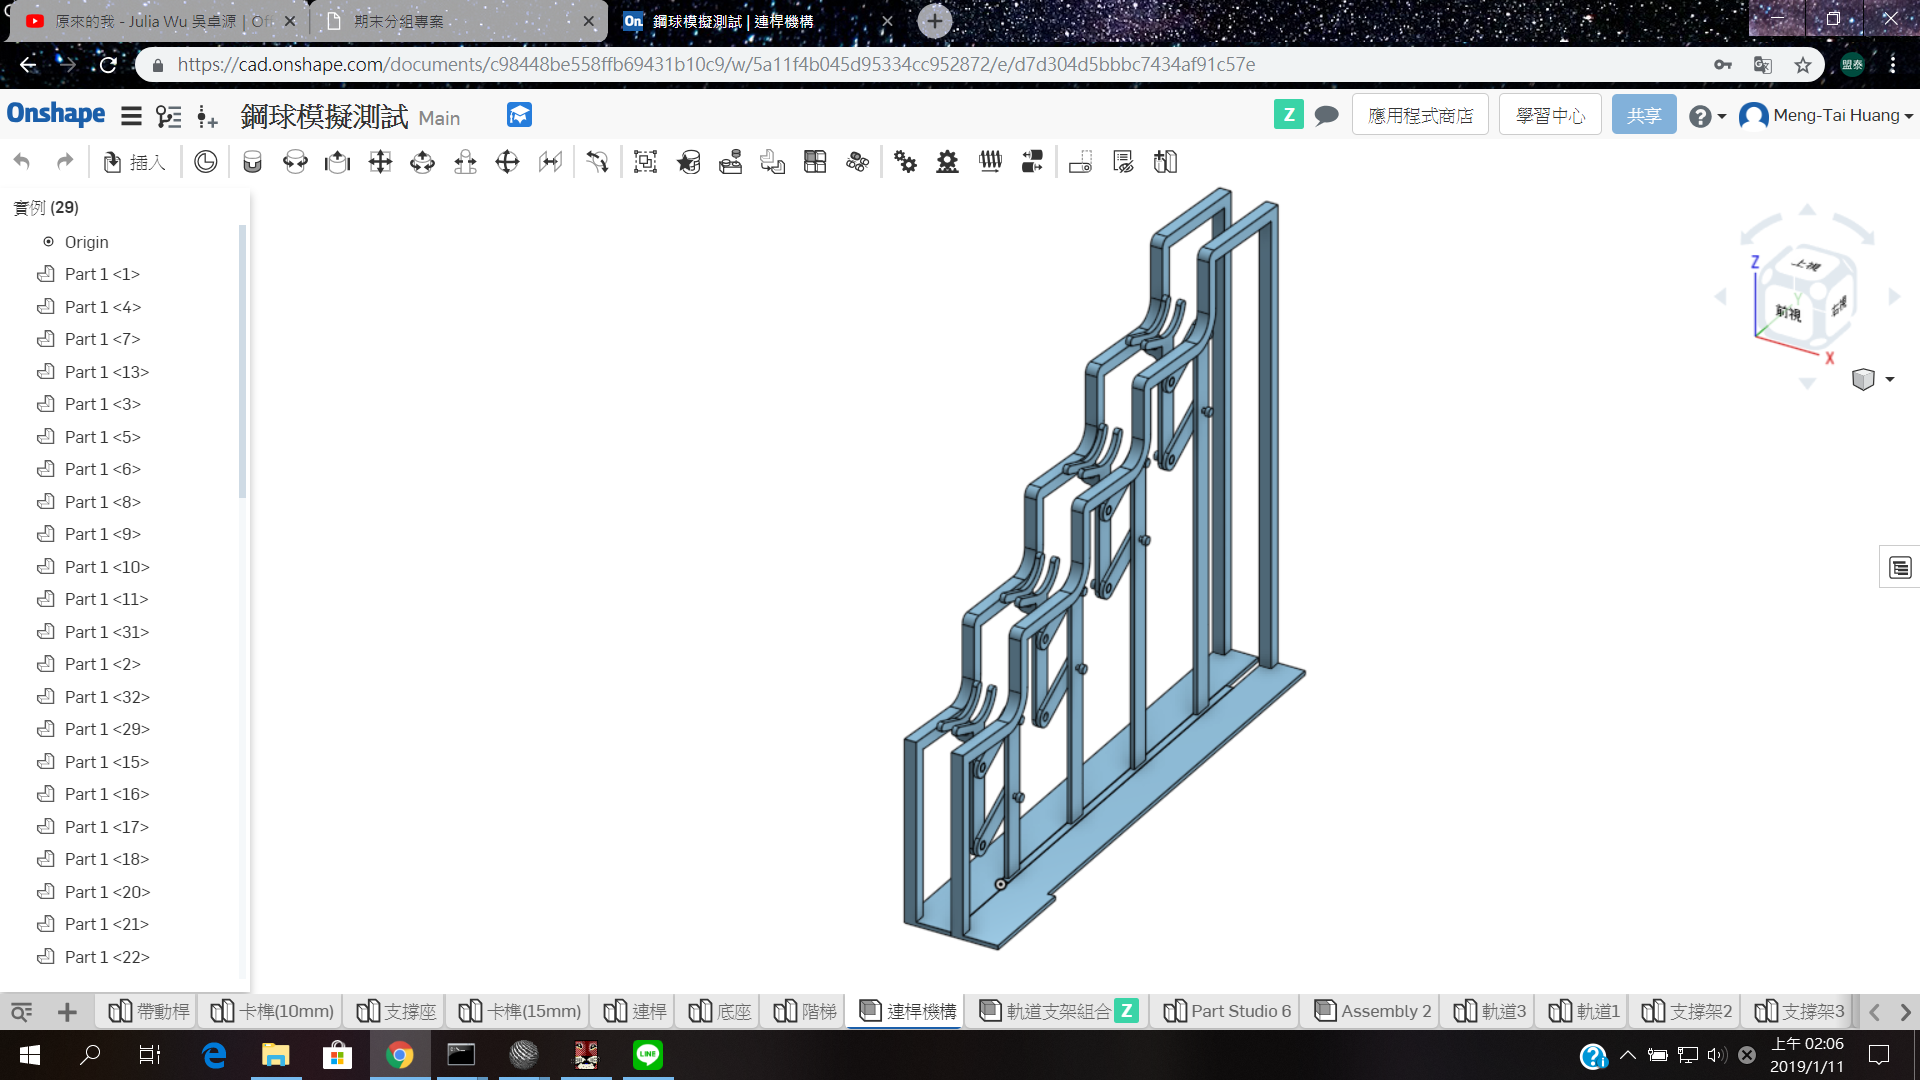 原來的我 - Julia Wu 吳卓源 | Of
期末分組專案
On. 鋼球模擬測試 | 連桿機構
https://cad.onshape.com/documents/c98448be558ffb69431b10c9/w/5a11f4b045d95334cc952872/e/d7d304d5bbbc7434af91c57e
盟泰
Onshape
鋼球模擬測試 Main
Z
應用程式商店
學習中心
共享
Meng-Tai Huang
插入
實例 (29)
Origin
Part 1 <1>
Part 1 <4>
Part 1 <7>
Part 1 <13>
Part 1 <3>
Part 1 <5>
Part 1 <6>
Part 1 <8>
Part 1 <9>
Part 1 <10>
Part 1 <11>
Part 1 <31>
Part 1 <2>
Part 1 <32>
Part 1 <29>
Part 1 <15>
Part 1 <16>
Part 1 <17>
Part 1 <18>
Part 1 <20>
Part 1 <21>
Part 1 <22>
Z
上視
Y
前視
右視
X
帶動桿
卡榫(10mm)
支撐座
卡榫(15mm)
連桿
底座
階梯
連桿機構
軌道支架組合 Z
Part Studio 6
Assembly 2
軌道3
軌道1
支撐架2
支撐架3
LINE
上午 02:06
2019/1/11